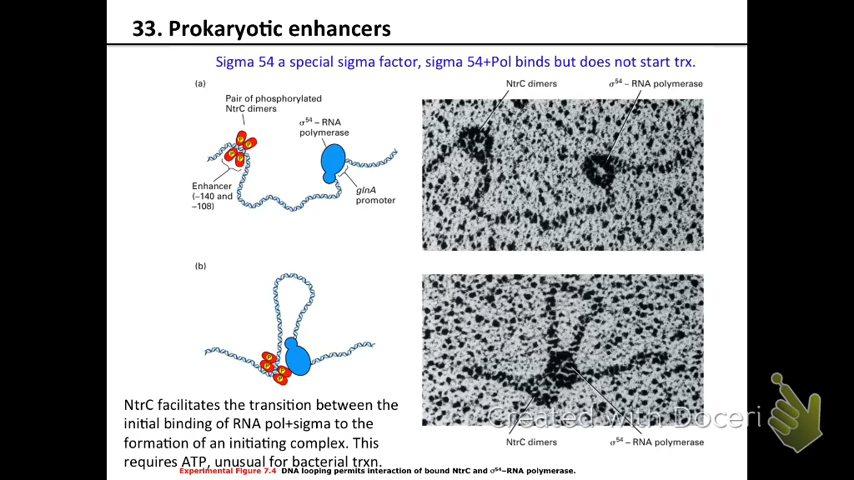 33. Prokaryotic enhancers
Sigma 54 a special sigma factor, sigma 54+Pol binds but does not start trx.
(a)
Pair of phosphorylated
NtrC dimers
σ54 – RNA
polymerase
P
P
P
P
Enhancer
(–140 and
–108)
glnA
promoter
NtrC dimers
σ54 – RNA polymerase
(b)
P
P
P
P
NtrC dimers
σ54 – RNA polymerase
NtrC facilitates the transition between the
initial binding of RNA pol+sigma to the
formation of an initiating complex. This
requires ATP, unusual for bacterial trxn.
Experimental Figure 7.4 DNA looping permits interaction of bound NtrC and σ54–RNA polymerase.
Created with Doceri